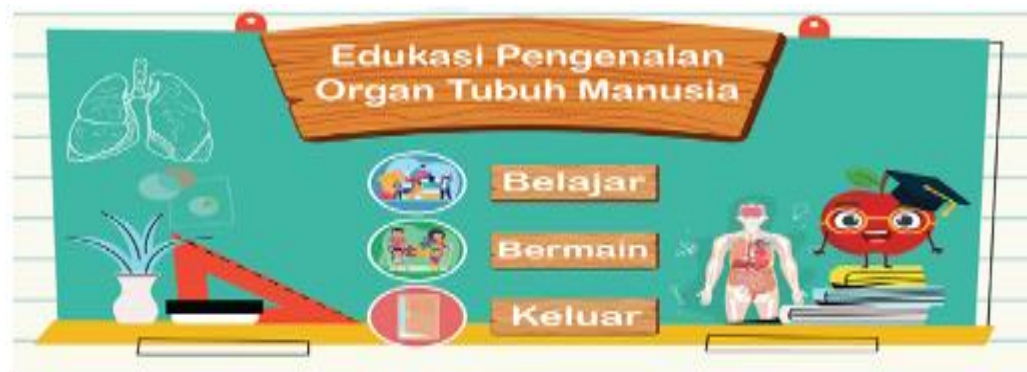 Edukasi Pengenalan
Organ Tubuh Manusia
Belajar
Bermain
Keluar